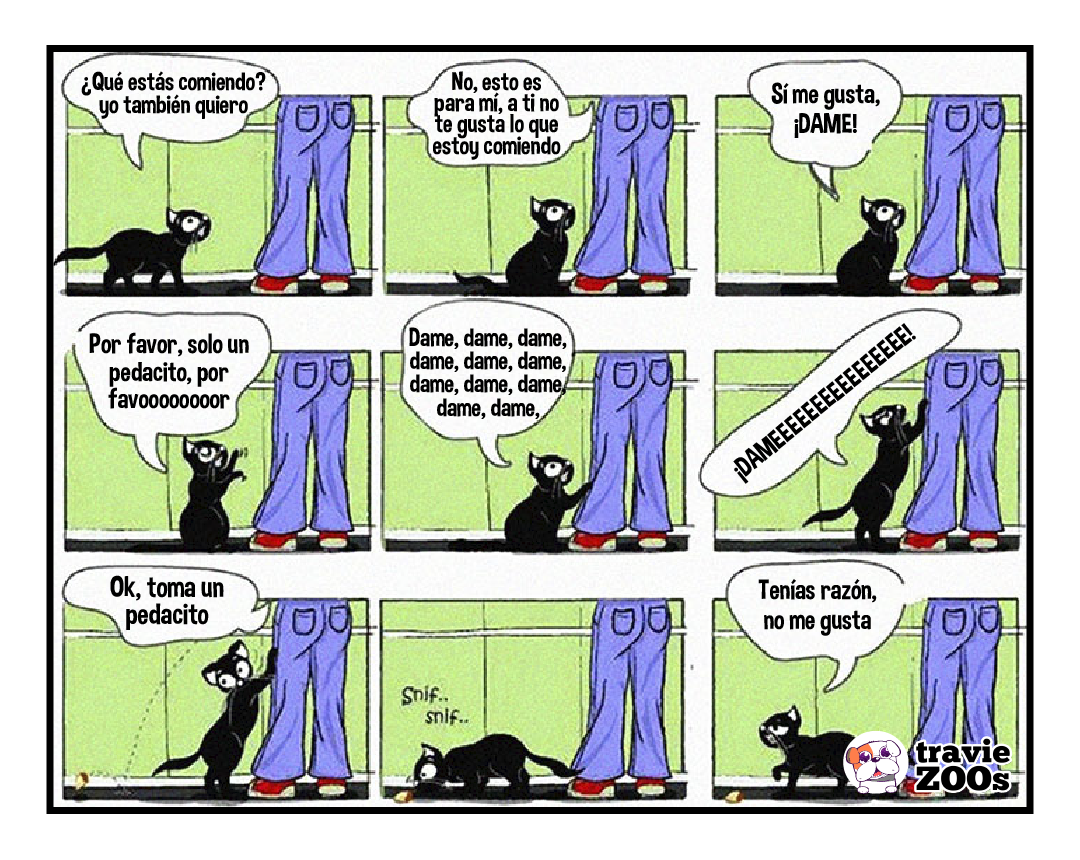 ¿Qué estás comiendo?
yo también quiero
No, esto es
para mí, a ti no
te gusta lo que
estoy comiendo
Sí me gusta,
¡DAME!
Por favor, solo un
pedacito, por
favoooooooor
Dame, dame, dame,
dame, dame, dame,
dame, dame, dame,
dame, dame,
¡DAMEEEEEEEEEEEEEEEE!
Ok, toma un
pedacito
Snif..
snif..
Tenías razón,
no me gusta
travie
ZOOs